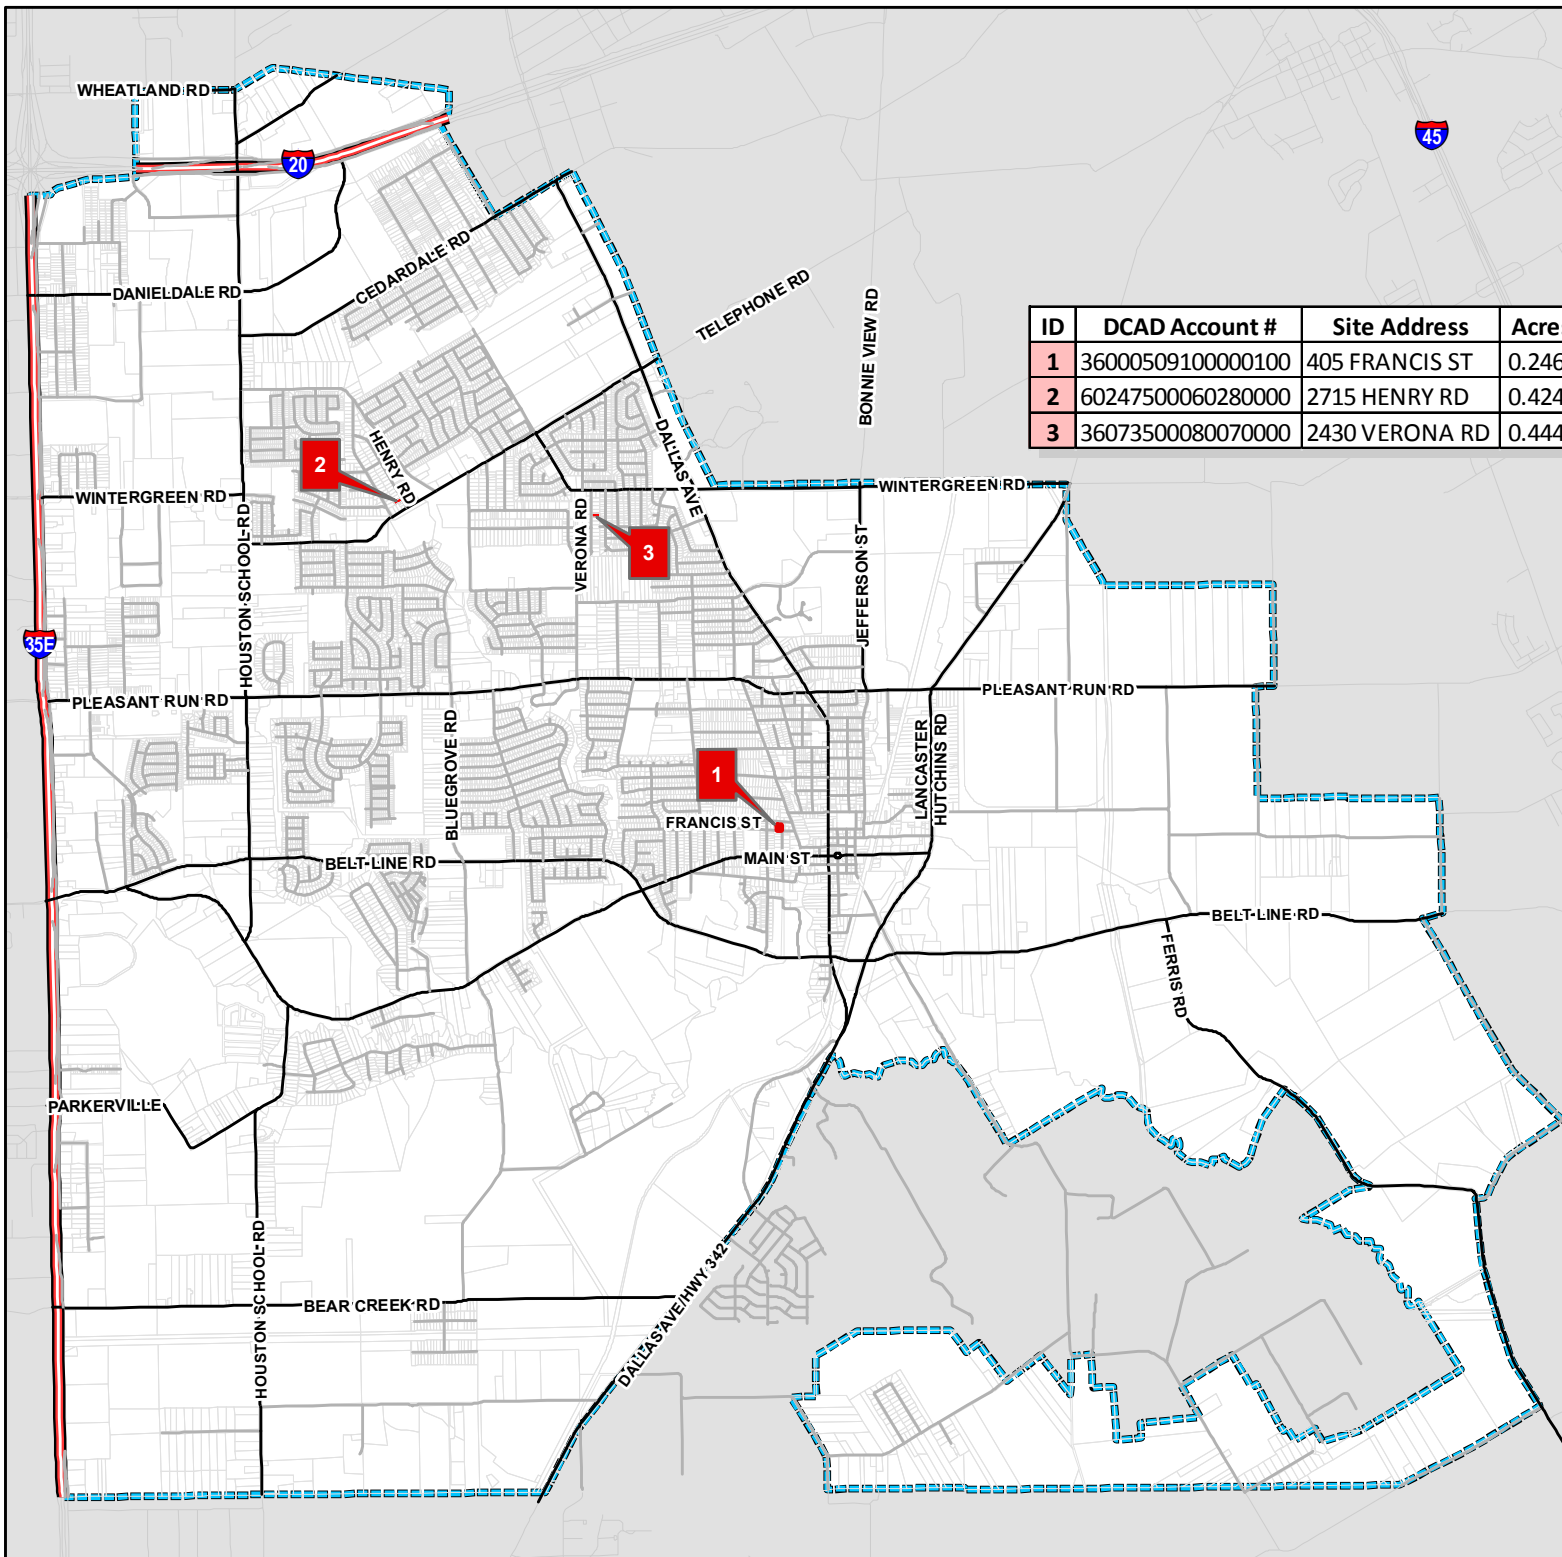 WHEATLAND RD
20
45
CEDARDALE RD
DANIELDALE RD
TELEPHONE RD
BONNIE VIEW RD
ID DCAD Account # Site Address Acre
1 36000509100000100 405 FRANCIS ST 0.246
2 60247500060280000 2715 HENRY RD 0.424
3 36073500080070000 2430 VERONA RD 0.444
HENRY RD
DALLAS AVE
2
WINTERGREEN RD
WINTERGREEN RD
HOUSTON SCHOOL RD
VERONA RD
3
JEFFERSON ST
35E
PLEASANT RUN RD
PLEASANT RUN RD
BLUEGROVE RD
LANCASTER
HUTCHINS RD
1
FRANCIS ST
MAIN ST
BELT LINE RD
BELT LINE RD
FERRIS RD
PARKERVILLE
HOUSTON SCHOOL RD
DALLAS AVE/HWY 342
BEAR CREEK RD